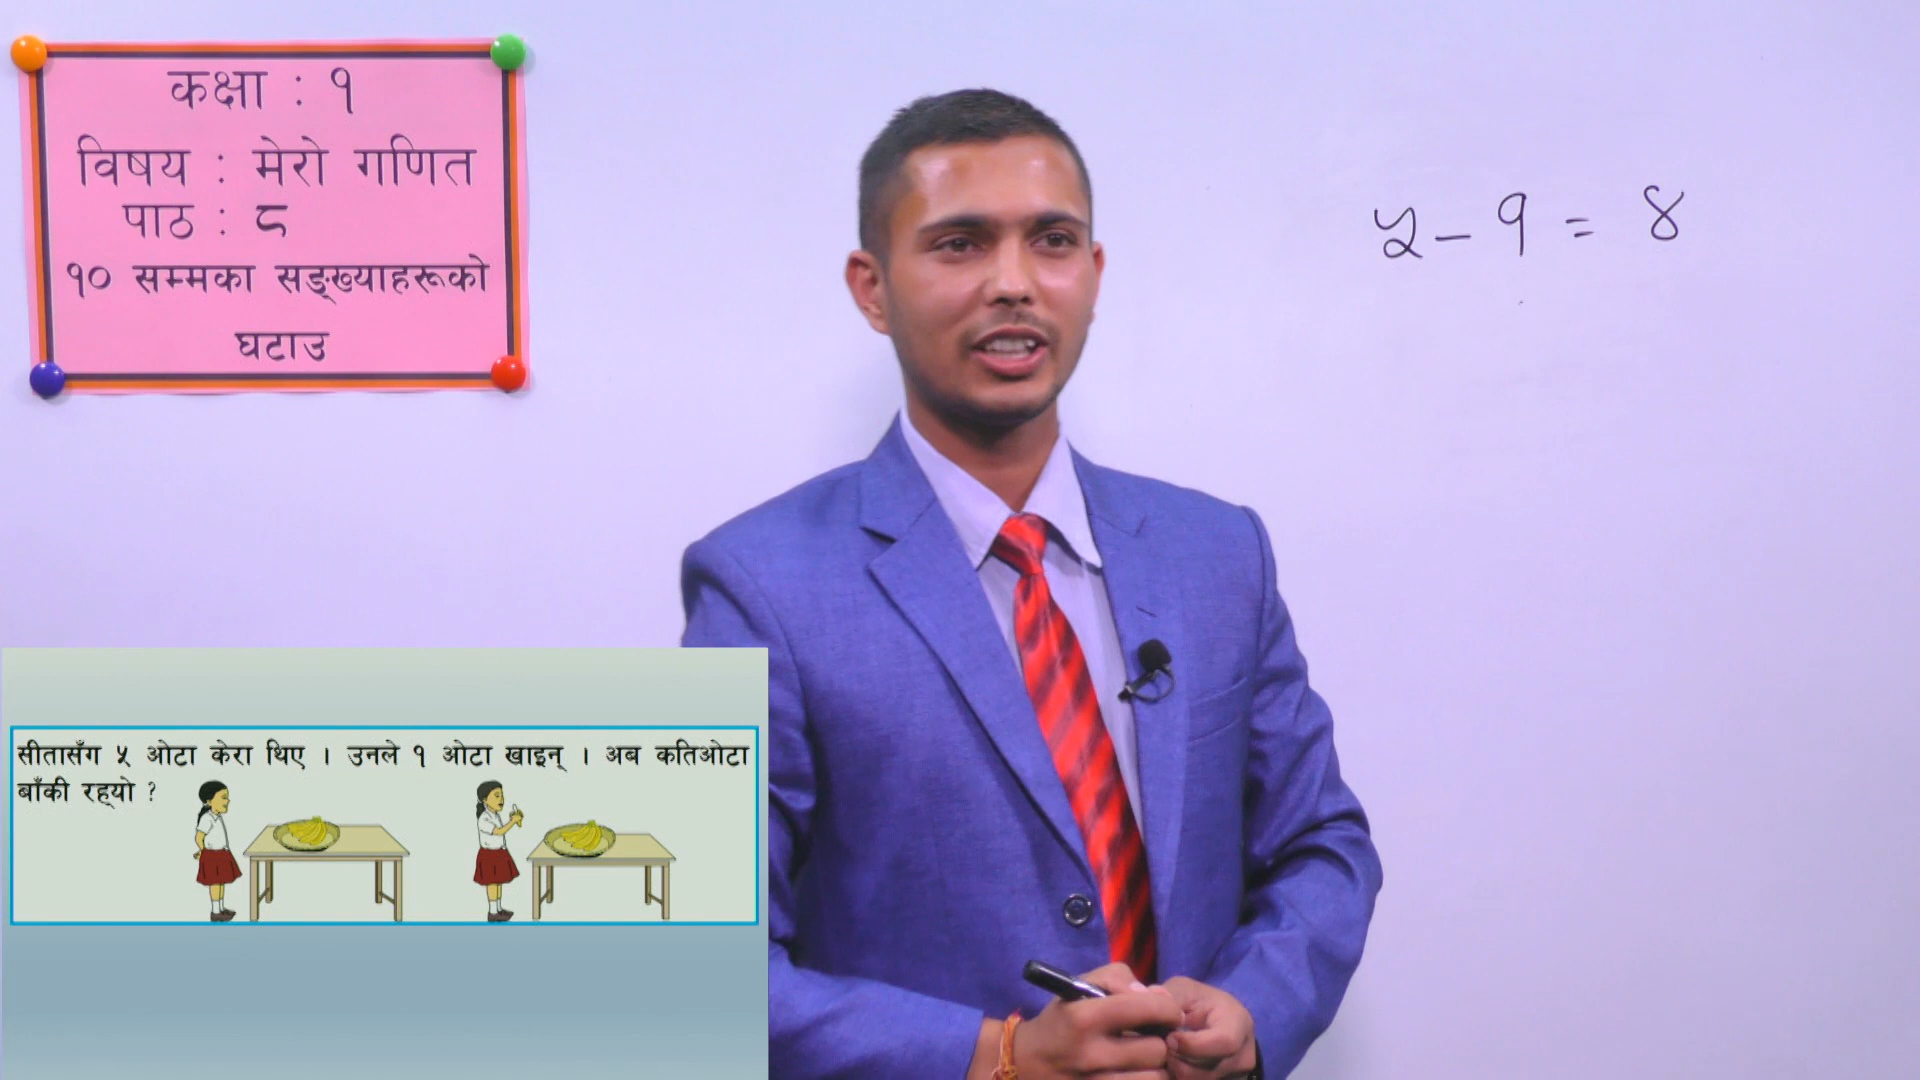 कक्षा : १
विषय : मेरो गणित
पाठ : ८
१० सम्मका सङ्ख्याहरूको
घटाउ
५ – १ = ४
सीतासँग ५ ओटा केरा थिए । उनले १ ओटा खाइन् । अब कतिओटा
बाँकी रह्यो ?